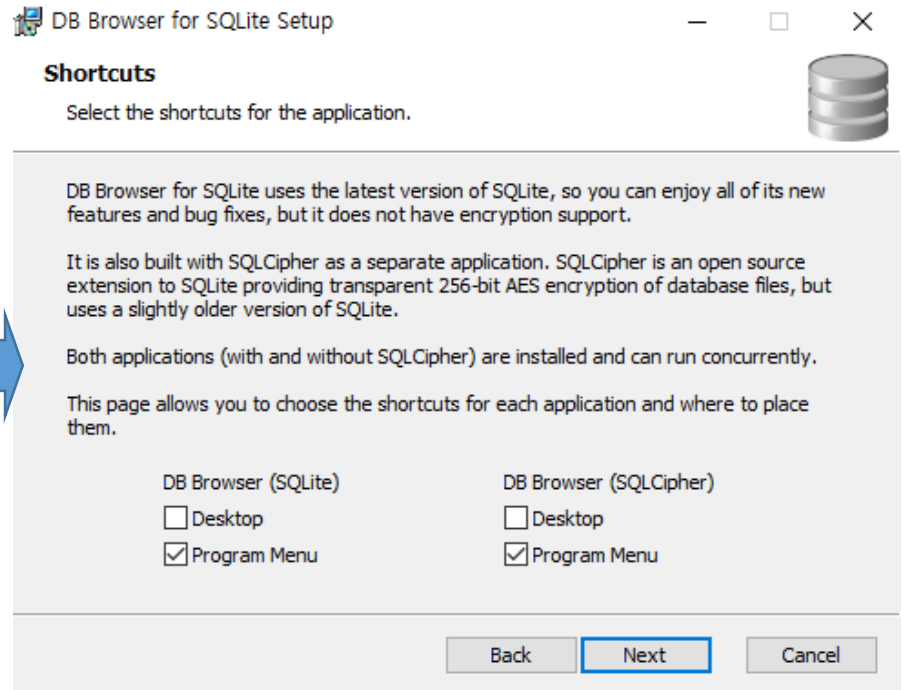 DB Browser for SQLite Setup
Shortcuts
Select the shortcuts for the application.
DB Browser for SQLite uses the latest version of SQLite, so you can enjoy all of its new
features and bug fixes, but it does not have encryption support.
It is also built with SQLCipher as a separate application. SQLCipher is an open source
extension to SQLite providing transparent 256-bit AES encryption of database files, but
uses a slightly older version of SQLite.
Both applications (with and without SQLCipher) are installed and can run concurrently.
This page allows you to choose the shortcuts for each application and where to place
them.
DB Browser (SQLite) DB Browser (SQLCipher)
Desktop Desktop
Program Menu Program Menu
Back Next Cancel